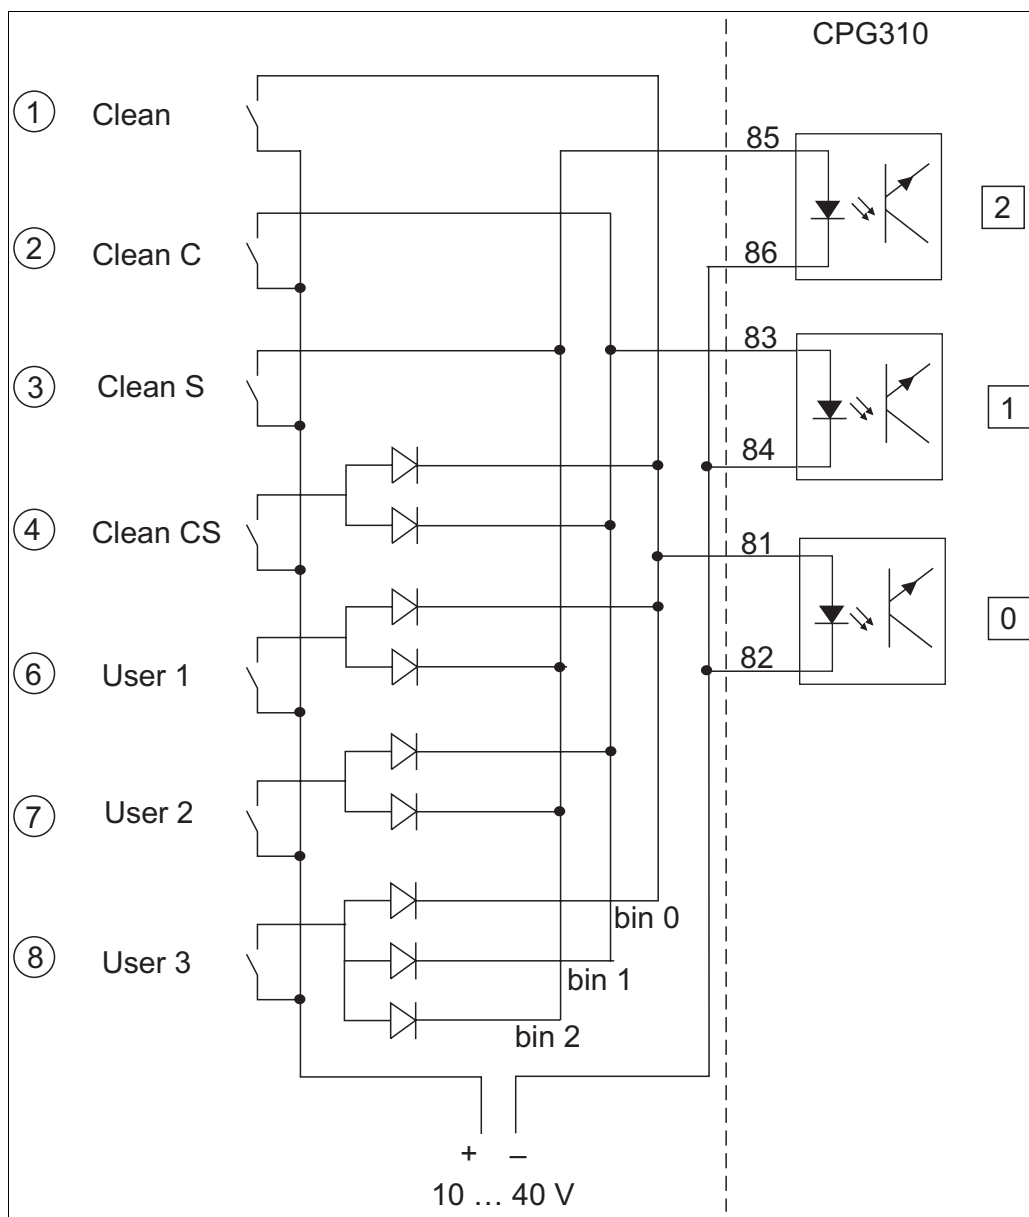 CPG310
1 Clean
85
2
2 Clean C
86
83
3 Clean S
1
84
4 Clean CS
81
0
82
6 User 1
7 User 2
bin 0
8 User 3
bin 1
bin 2
+ –
10 … 40 V